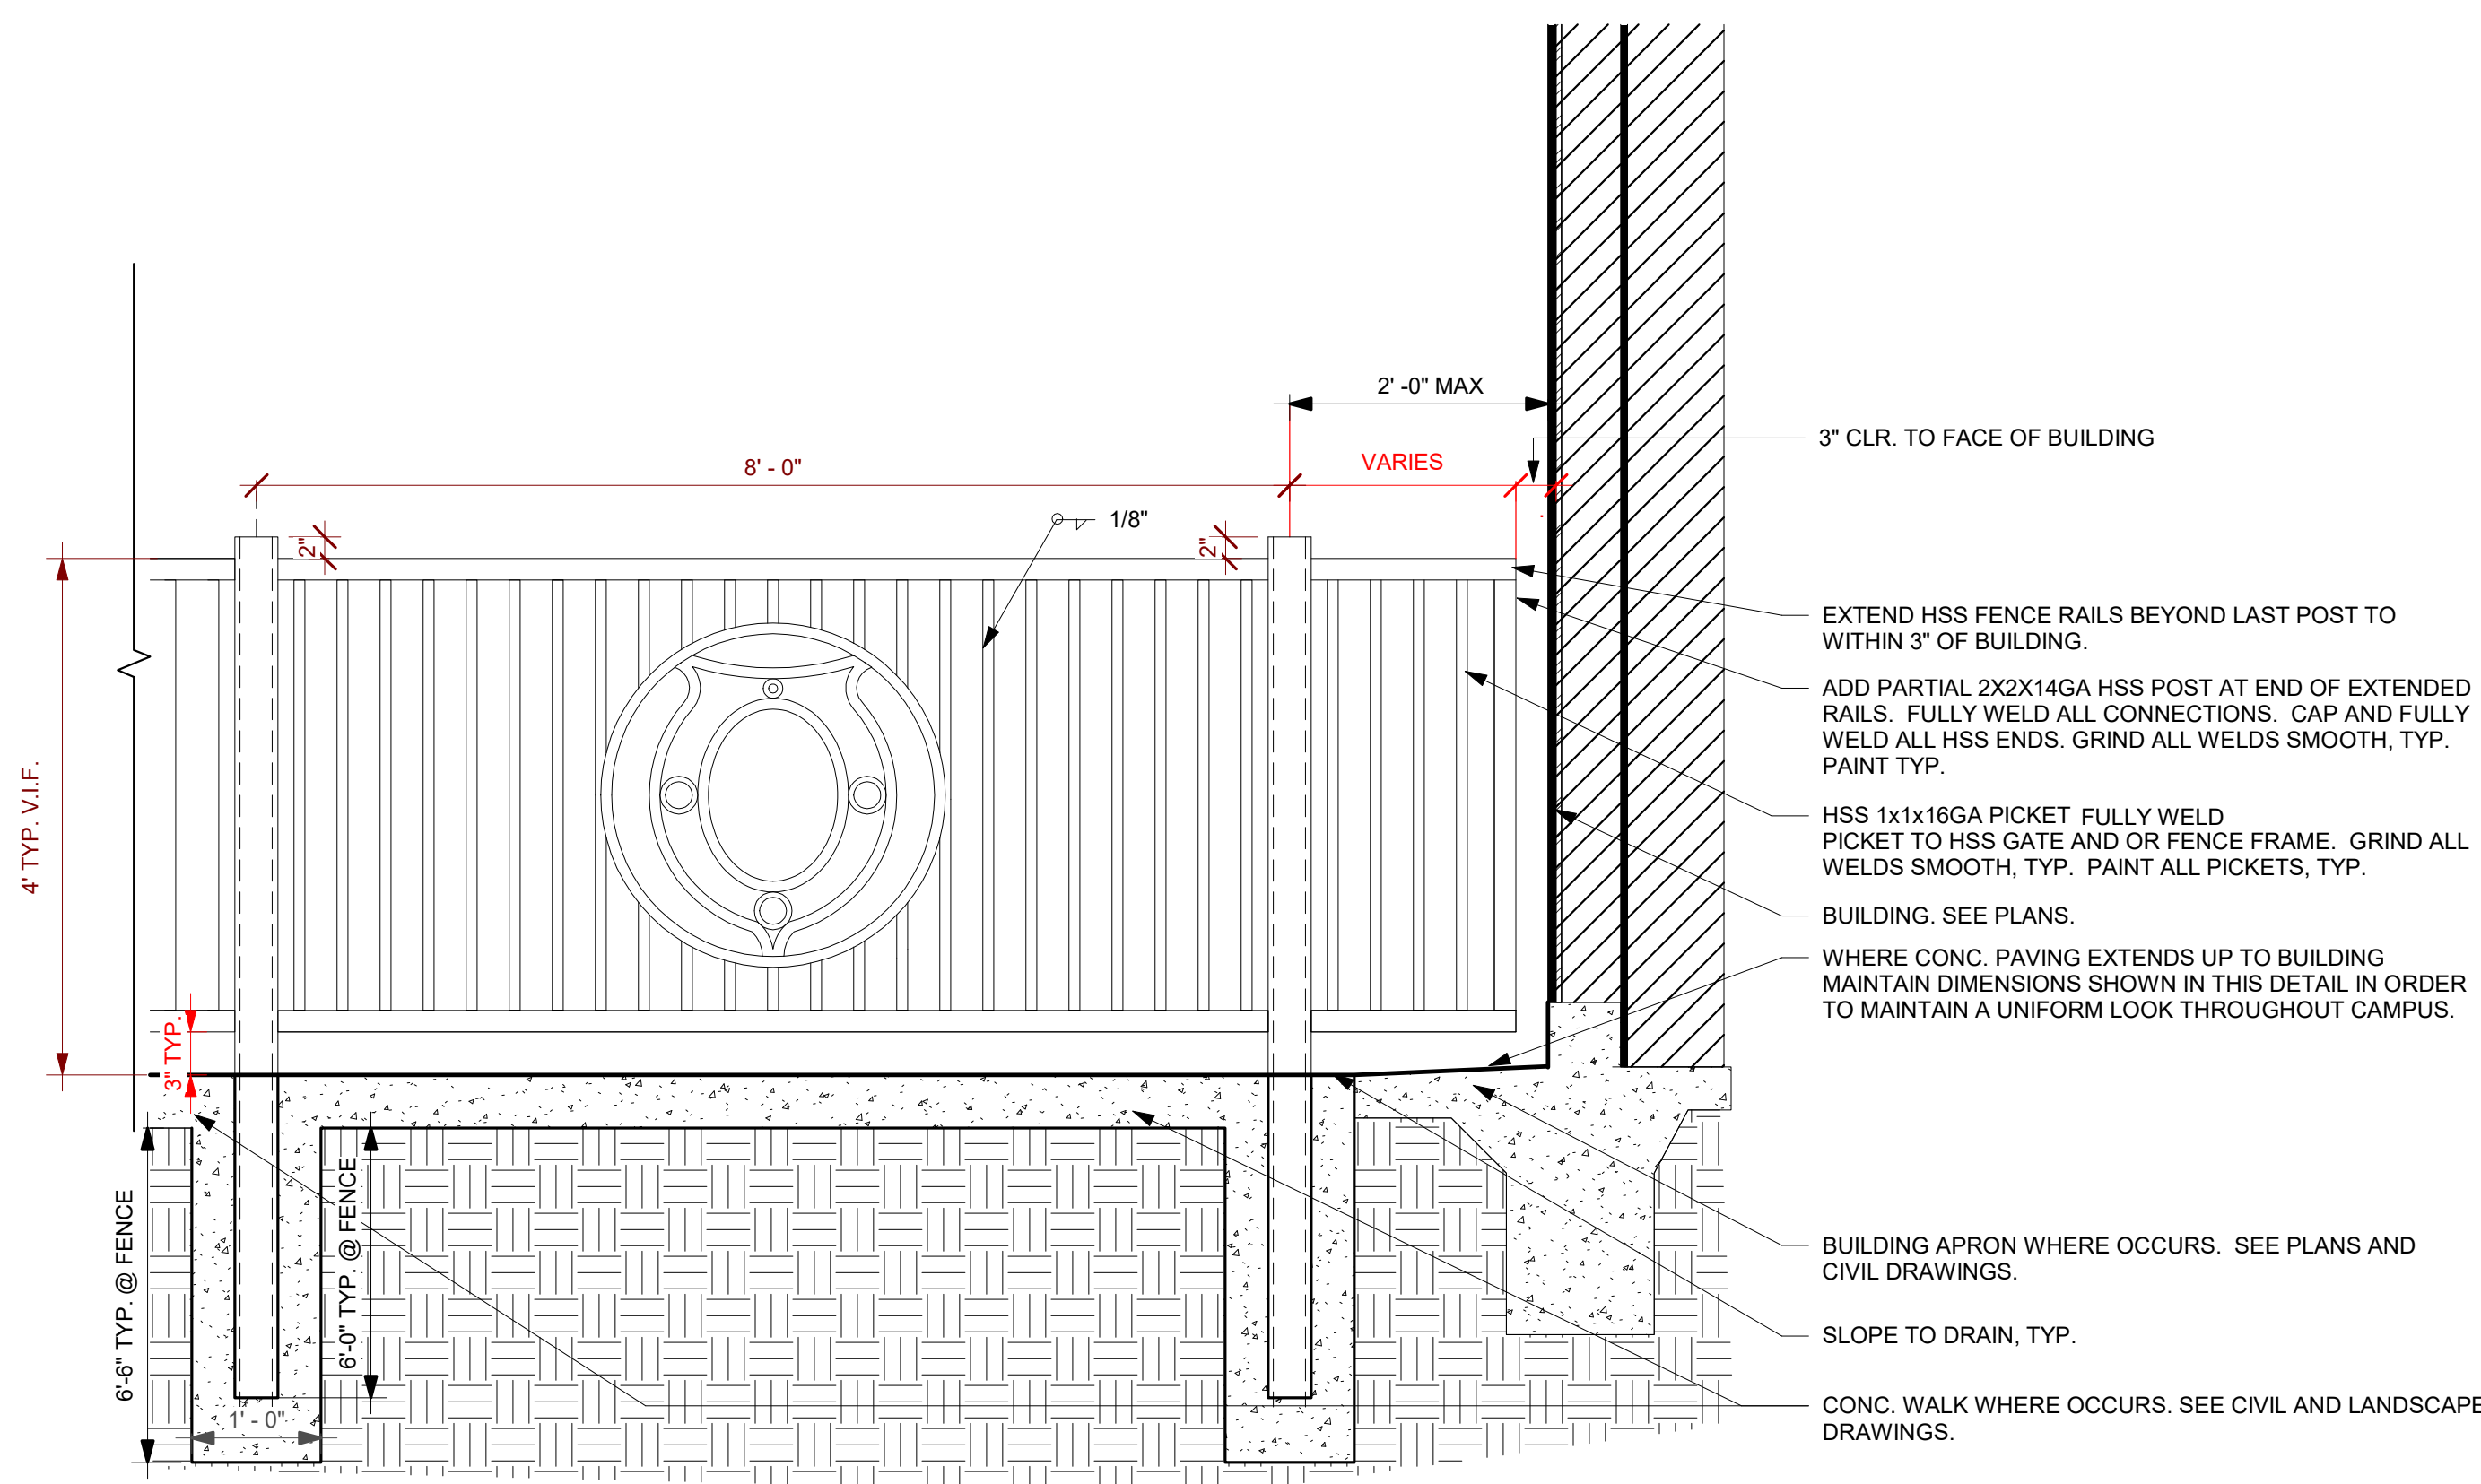 2' -0" MAX
3" CLR. TO FACE OF BUILDING
8' - 0"
VARIES
1/8"
2"
2"
EXTEND HSS FENCE RAILS BEYOND LAST POST TO
WITHIN 3" OF BUILDING.
ADD PARTIAL 2X2X14GA HSS POST AT END OF EXTENDED
RAILS. FULLY WELD ALL CONNECTIONS. CAP AND FULLY
WELD ALL HSS ENDS. GRIND ALL WELDS SMOOTH, TYP.
PAINT TYP.
4' TYP. V.I.F.
HSS 1x1x16GA PICKET FULLY WELD
PICKET TO HSS GATE AND OR FENCE FRAME. GRIND ALL
WELDS SMOOTH, TYP. PAINT ALL PICKETS, TYP.
BUILDING. SEE PLANS.
WHERE CONC. PAVING EXTENDS UP TO BUILDING
MAINTAIN DIMENSIONS SHOWN IN THIS DETAIL IN ORDER
TO MAINTAIN A UNIFORM LOOK THROUGHOUT CAMPUS.
3" TYP.
6'-6" TYP. @ FENCE
6'-0" TYP. @ FENCE
BUILDING APRON WHERE OCCURS. SEE PLANS AND
CIVIL DRAWINGS.
SLOPE TO DRAIN, TYP.
1' - 0"
CONC. WALK WHERE OCCURS. SEE CIVIL AND LANDSCAPE
DRAWINGS.